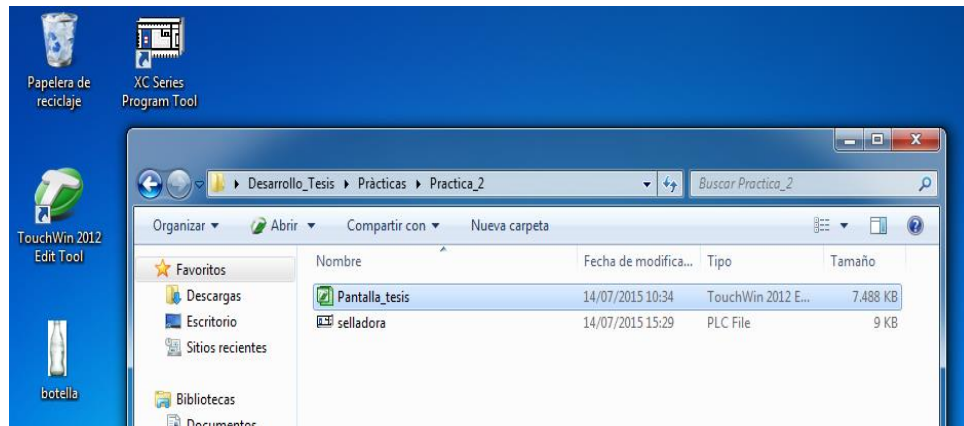 Papelera de
reciclaje
XC Series
Program Tool
TouchWin 2012
Edit Tool
botella
Desarrollo_Tesis ▸ Pràcticas ▸ Practica_2
Buscar Practica_2
Organizar
Abrir
Compartir con
Nueva carpeta
Favoritos
Descargas
Escritorio
Sitios recientes
Bibliotecas
Documentos
Nombre
Fecha de modifica...
Tipo
Tamaño
Pantalla_tesis
14/07/2015 10:34
TouchWin 2012 E...
7.488 KB
selladora
14/07/2015 15:29
PLC File
9 KB